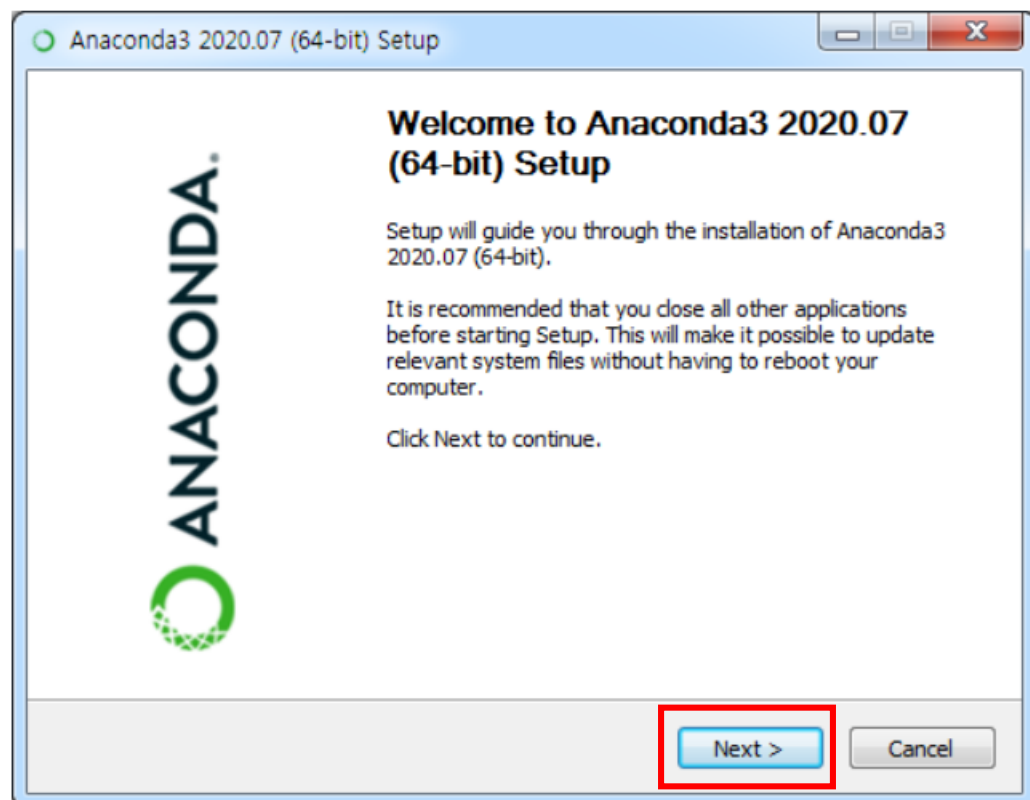 Anaconda3 2020.07 (64-bit) Setup
Welcome to Anaconda3 2020.07
(64-bit) Setup
ANACONDA.
Setup will guide you through the installation of Anaconda3
2020.07 (64-bit).
It is recommended that you close all other applications
before starting Setup. This will make it possible to update
relevant system files without having to reboot your
computer.
Click Next to continue.
Next >
Cancel